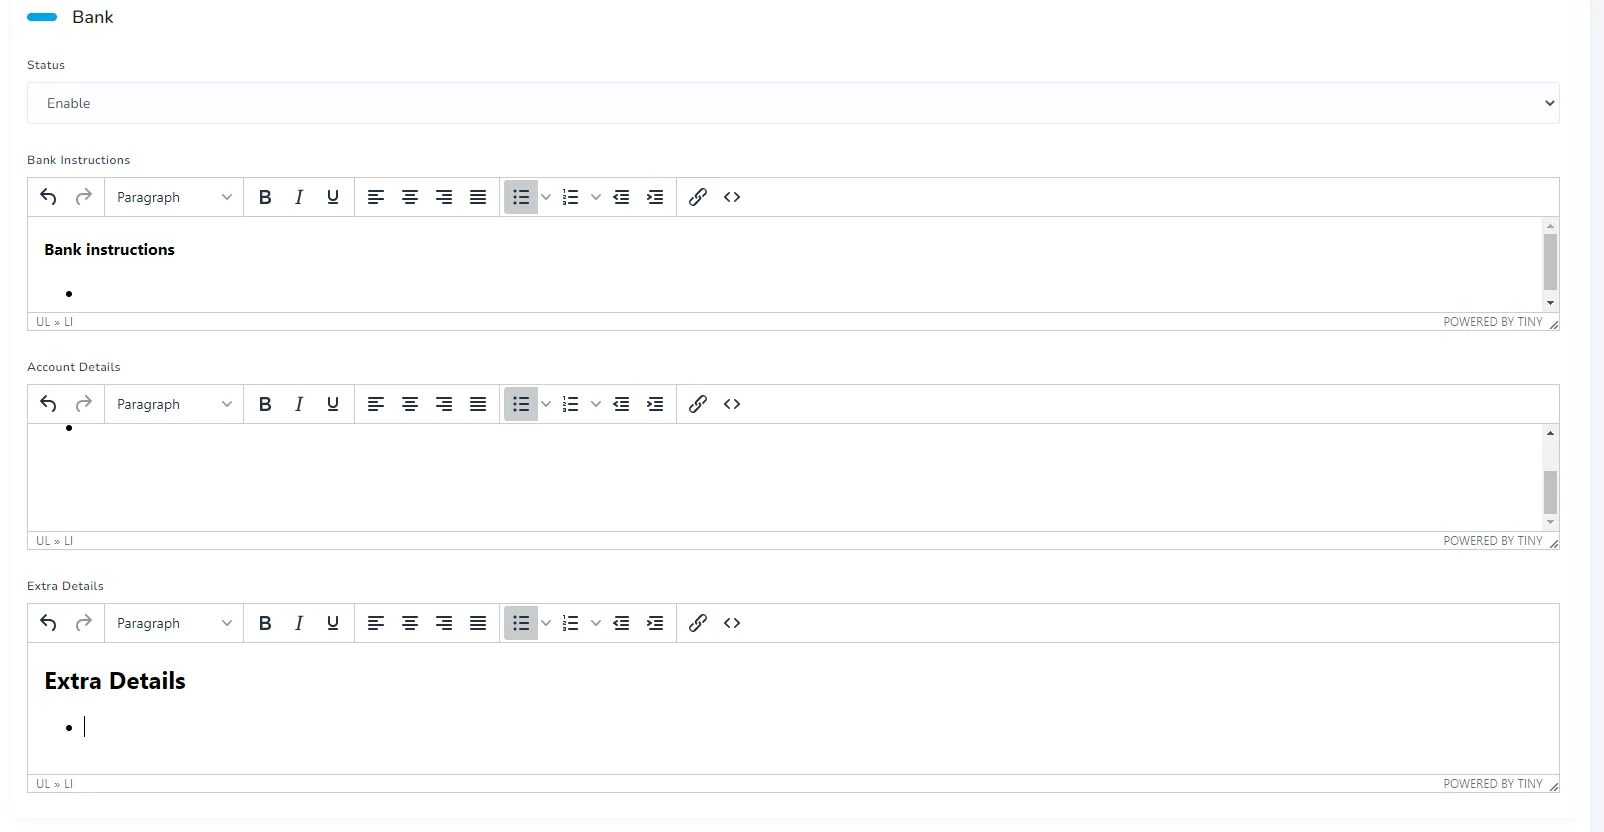 Bank
Status
Enable
Bank Instructions
Paragraph B I U
Bank instructions
•
UL » LI POWERED BY TINY
Account Details
Paragraph B I U
•
UL » LI POWERED BY TINY
Extra Details
Paragraph B I U
Extra Details
•
UL » LI POWERED BY TINY